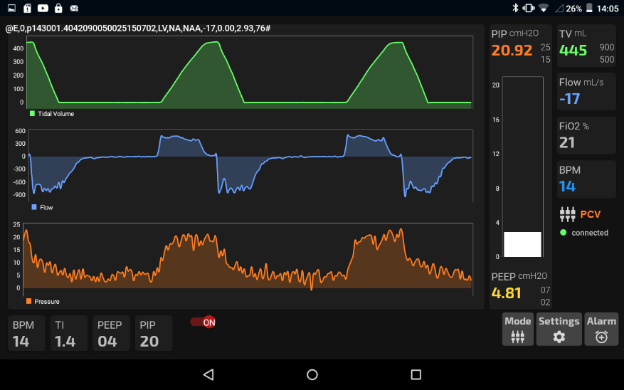 26% 14:05
@E,0,p143001.4042090050025150702,LV,NA,NAA,-17,0.00,2.93,76#
400
300
200
100
0
Tidal Volume
600
300
0
-300
-600
-900
Flow
25
20
15
10
5
0
Pressure
PIP cmH2O
20.92 25
15
20
16
12
8
4
0
PEEP cmH2O
4.81 07
02
TV mL
445 900
500
Flow mL/s
-17
FiO2 %
21
BPM
14
PCV
connected
BPM
14
TI
1.4
PEEP
04
PIP
20
ON
Mode Settings Alarm